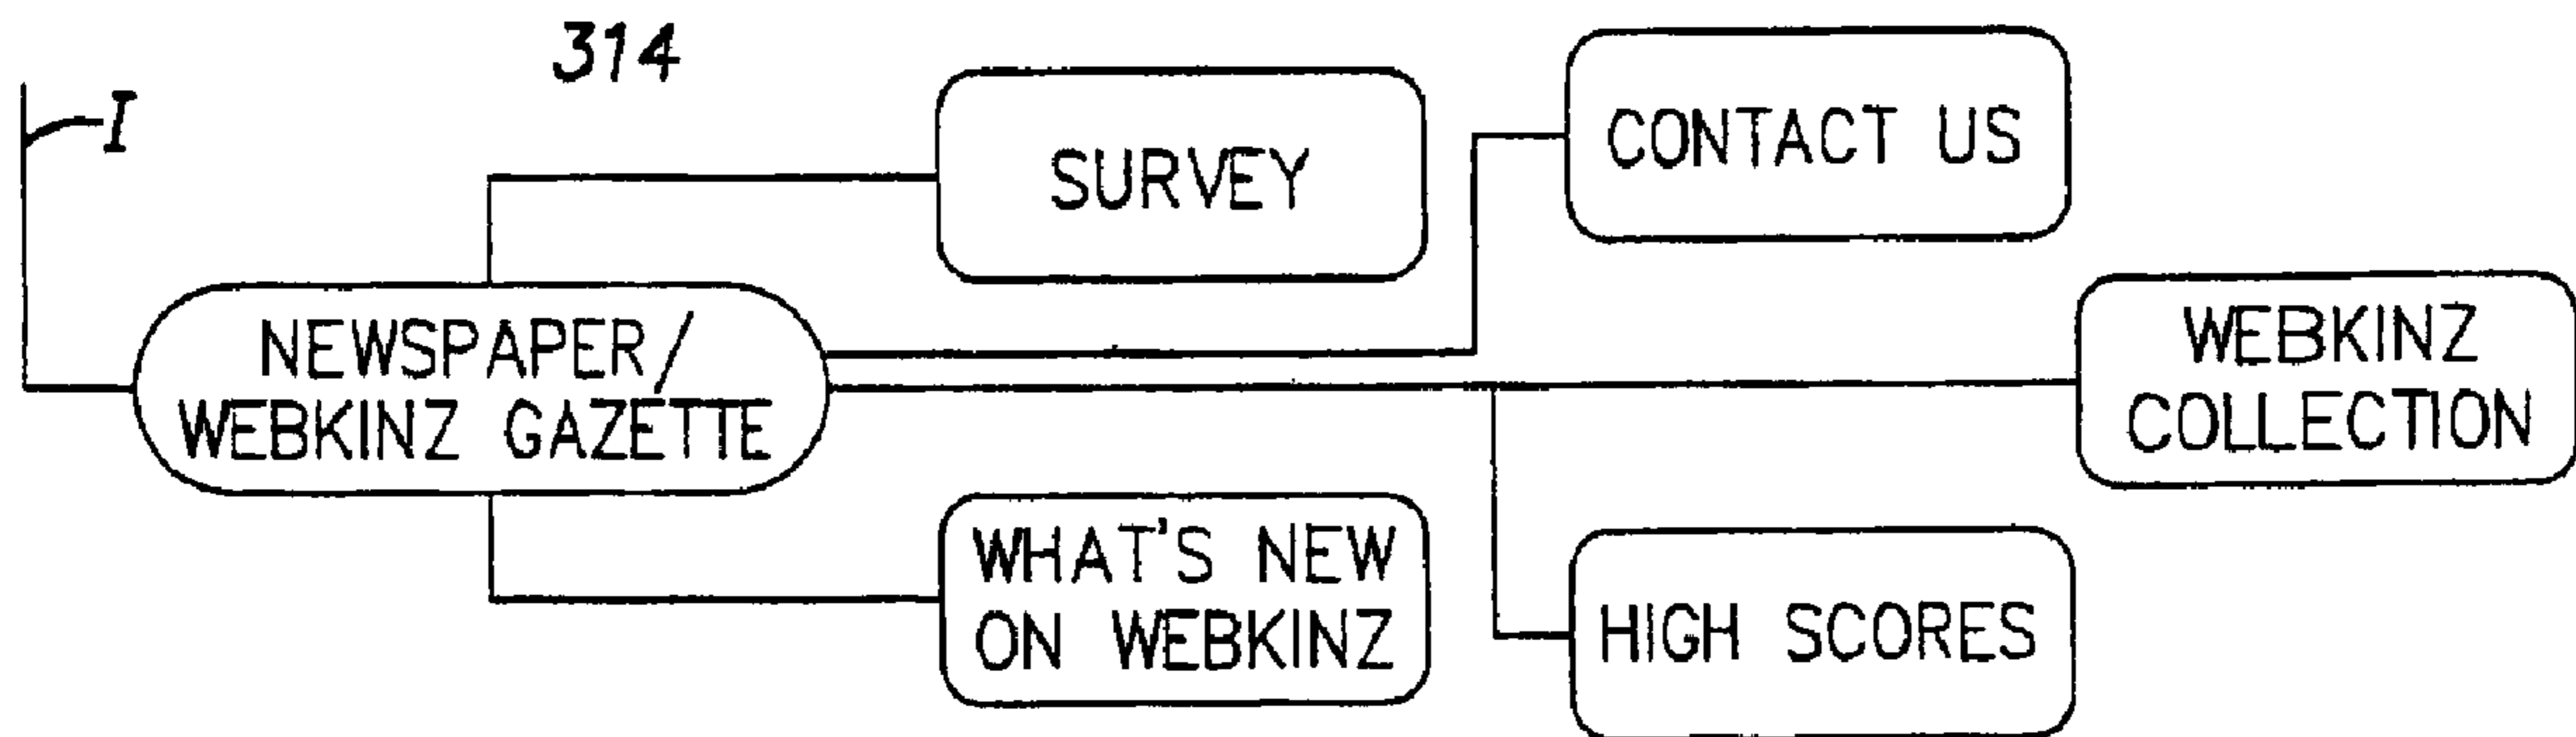 314
I
SURVEY
CONTACT US
NEWSPAPER/
WEBKINZ GAZETTE
WEBKINZ
COLLECTION
WHAT'S NEW
ON WEBKINZ
HIGH SCORES